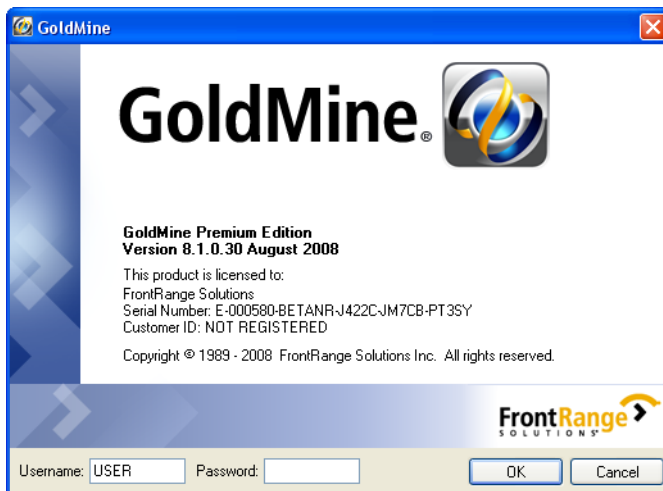 GoldMine
GoldMine®
GoldMine Premium Edition
Version 8.1.0.30 August 2008
This product is licensed to:
FrontRange Solutions
Serial Number: E-000580-BETANR-J422C-JM7CB-PT3SY
Customer ID: NOT REGISTERED
Copyright © 1989 - 2008 FrontRange Solutions Inc. All rights reserved.
FrontRange
SOLUTIONS
Username: USER Password: OK Cancel